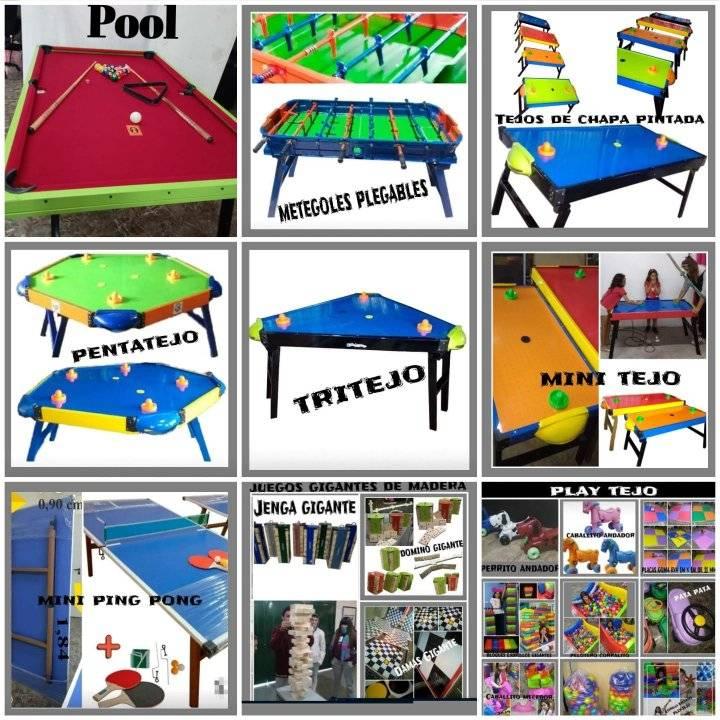 Pool
METEGOLES PLEGABLES
TEJOS DE CHAPA PINTADA
PENTATEJO
TRITEJO
MINI TEJO
0,90 cm
MINI PING PONG
1,84
JUEGOS GIGANTES DE MADERA
JENGA GIGANTE
DOMINO GIGANTE
DAMAS GIGANTE
PLAY TEJO
PERRITO ANDADOR
CABALLITO ANDADOR
PATA PATA
PELOTERO CORRALITO
CABALLITO MECEDOR